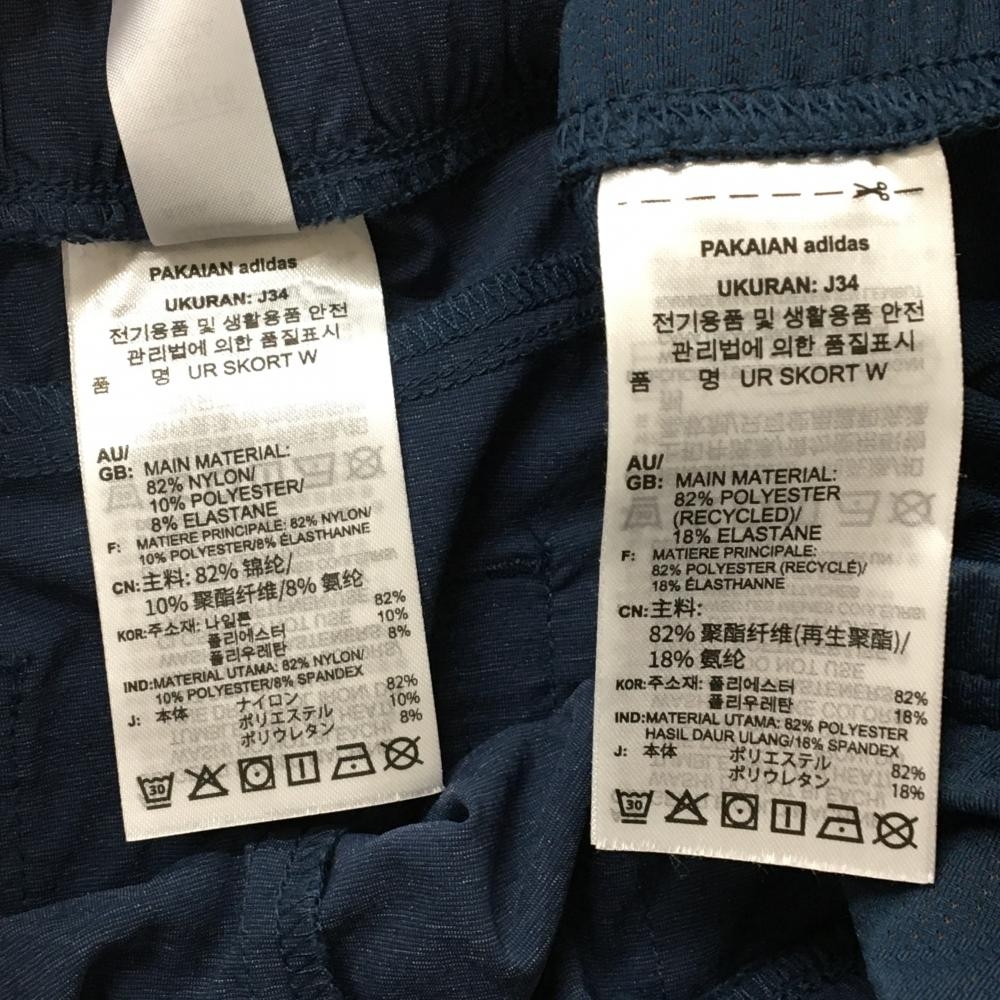 PAKAIAN adidas
UKURAN: J34
전기용품 및 생활용품 안전
관리법에 의한 품질표시
품 명 UR SKORT W
AU/
GB: MAIN MATERIAL:
82% NYLON/
10% POLYESTER/
8% ELASTANE
F: MATIERE PRINCIPALE: 82% NYLON/
10% POLYESTER/8% ÉLASTHANNE
CN: 主料: 82% 锦纶/
10% 聚酯纤维/8% 氨纶
KOR: 주소재: 나일론 82%
폴리에스터 10%
폴리우레탄 8%
IND: MATERIAL UTAMA: 82% NYLON/
10% POLYESTER/8% SPANDEX
J: 本体 ナイロン 82%
ポリエステル 10%
ポリウレタン 8%
30
PAKAIAN adidas
UKURAN: J34
전기용품 및 생활용품 안전
관리법에 의한 품질표시
품 명 UR SKORT W
AU/
GB: MAIN MATERIAL:
82% POLYESTER
(RECYCLED)/
18% ELASTANE
F: MATIERE PRINCIPALE:
82% POLYESTER (RECYCLÉ)/
18% ÉLASTHANNE
CN: 主料:
82% 聚酯纤维(再生聚酯)/
18% 氨纶
KOR: 주소재: 폴리에스터 82%
폴리우레탄 18%
IND: MATERIAL UTAMA: 82% POLYESTER
HASIL DAUR ULANG/18% SPANDEX
J: 本体 ポリエステル 82%
ポリウレタン 18%
30